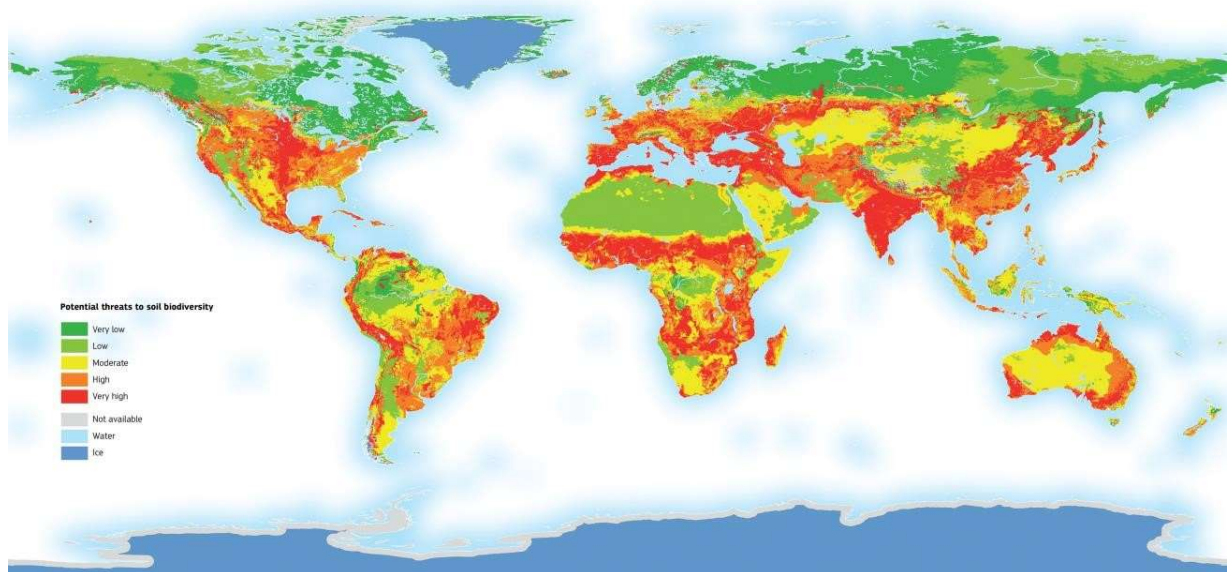 Potential threats to soil biodiversity
Very low
Low
Moderate
High
Very high
Not available
Water
Ice